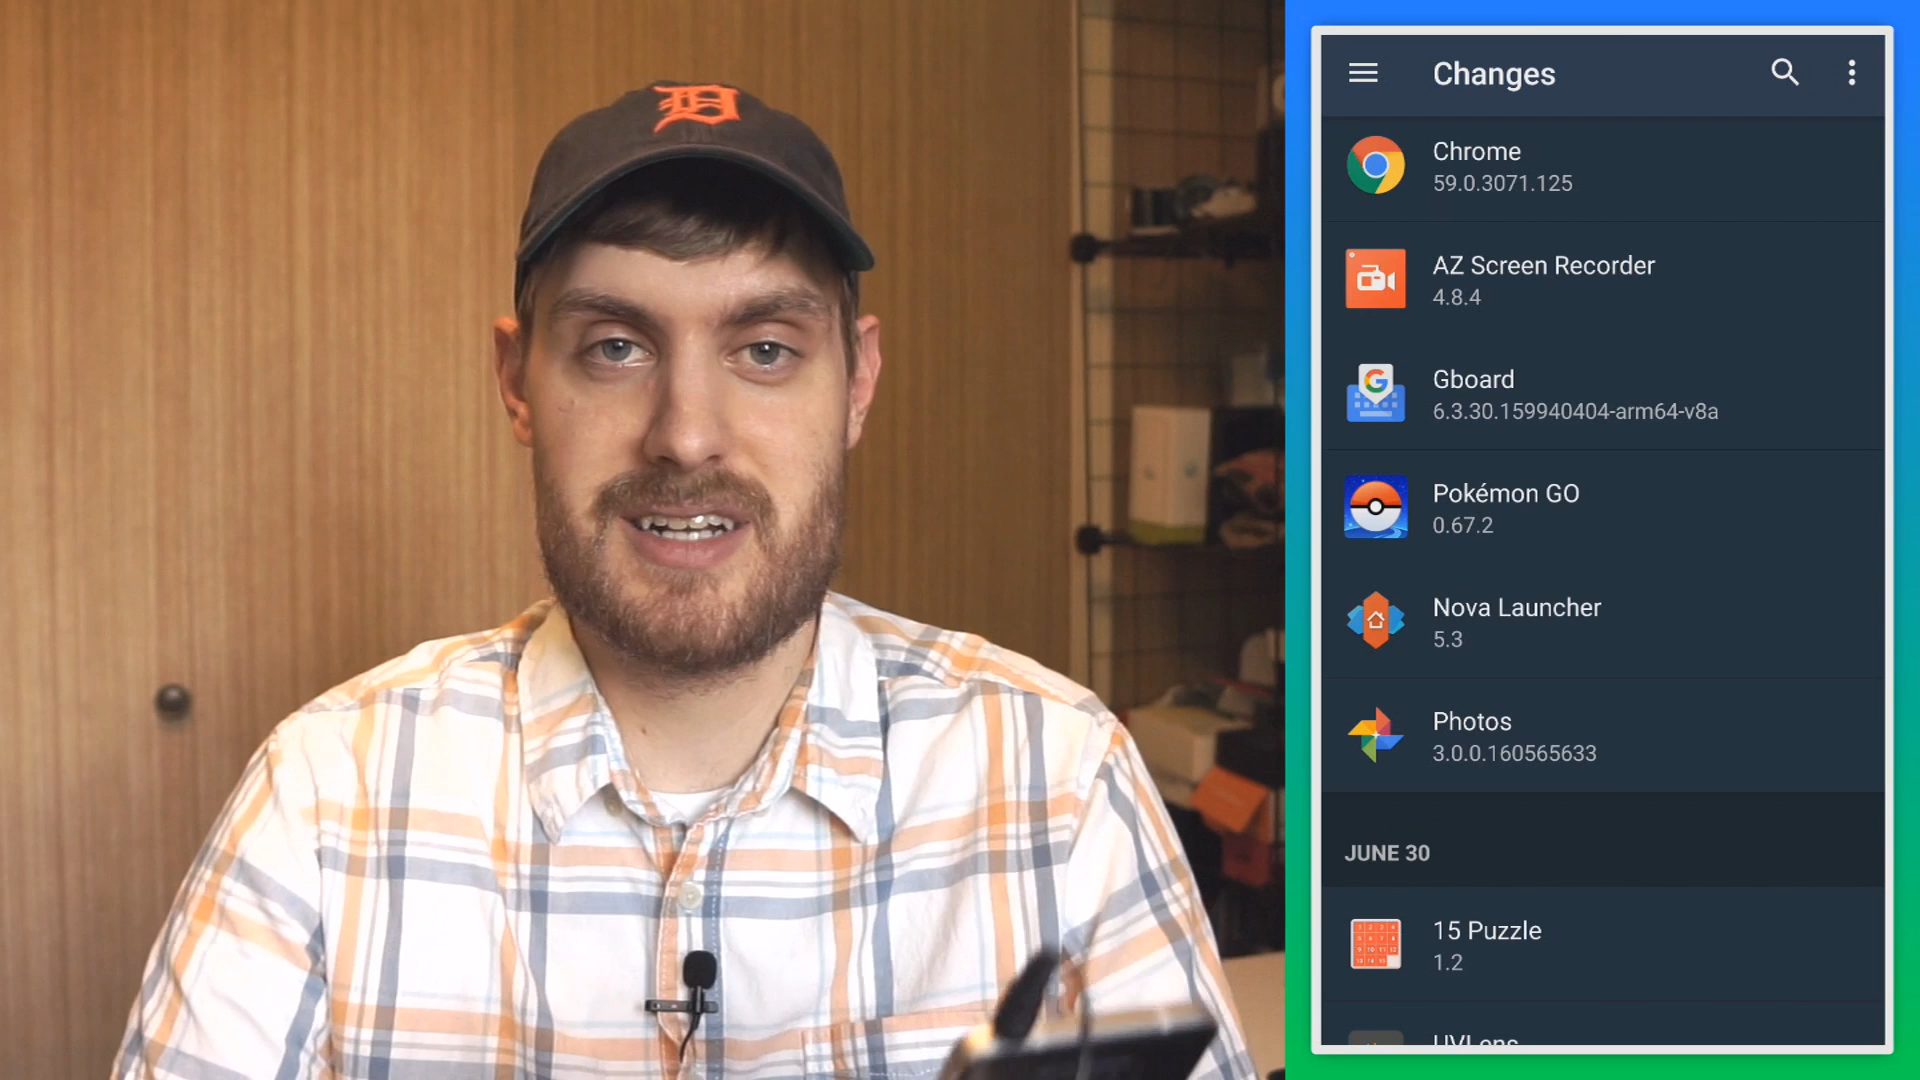 D
Changes
Chrome
59.0.3071.125
AZ Screen Recorder
4.8.4
Gboard
6.3.30.159940404-arm64-v8a
Pokémon GO
0.67.2
Nova Launcher
5.3
Photos
3.0.0.160565633
JUNE 30
15 Puzzle
1.2
UVLens